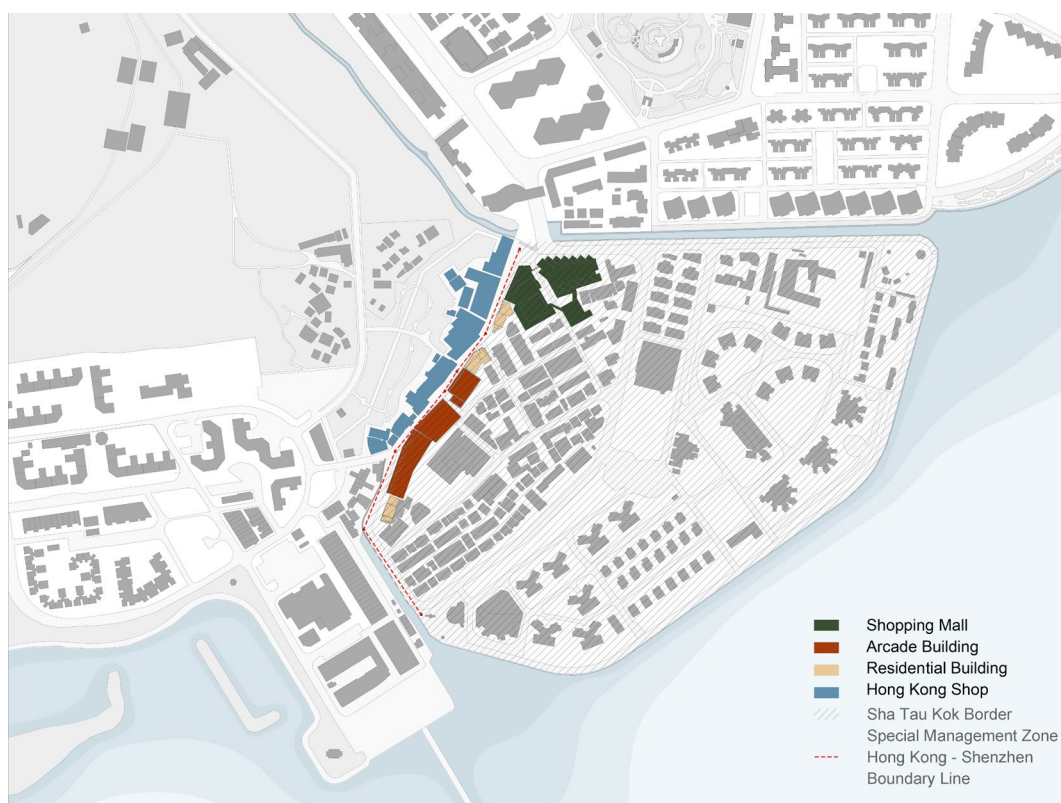 Shopping Mall
Arcade Building
Residential Building
Hong Kong Shop
Sha Tau Kok Border
Special Management Zone
Hong Kong - Shenzhen
Boundary Line